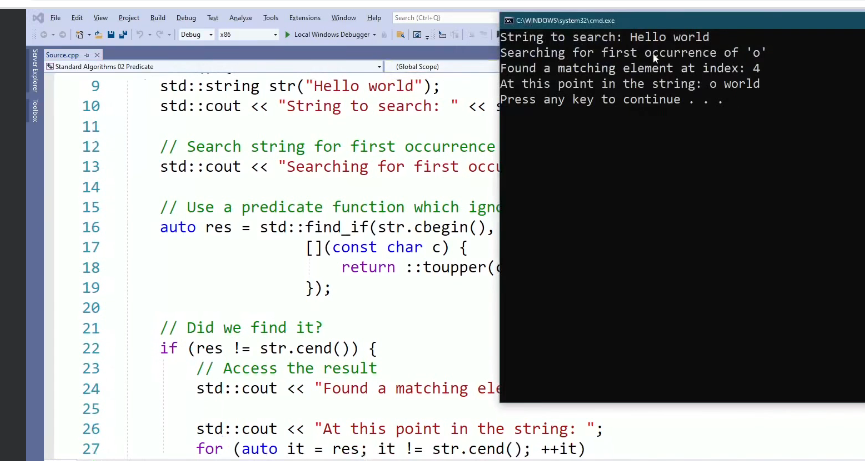 File Edit View Project Build Debug Test Analyze Tools Extensions Window Help Search (Ctrl+Q)
Debug x86 Local Windows Debugger
Server Explorer
Toolbox
Source.cpp
Standard Algorithms 02 Predicate (Global Scope)
9 std::string str("Hello world");
10 std::cout << "String to search: " << s
11
12 // Search string for first occurrence
13 std::cout << "Searching for first occu
14
15 // Use a predicate function which igno
16 auto res = std::find_if(str.cbegin(),
17 [](const char c) {
18 return ::toupper(c
19 });
20
21 // Did we find it?
22 if (res != str.cend()) {
23 // Access the result
24 std::cout << "Found a matching ele
25
26 std::cout << "At this point in the string: ";
27 for (auto it = res; it != str.cend(); ++it)
C:\WINDOWS\system32\cmd.exe
String to search: Hello world
Searching for first occurrence of 'o'
Found a matching element at index: 4
At this point in the string: o world
Press any key to continue . . .